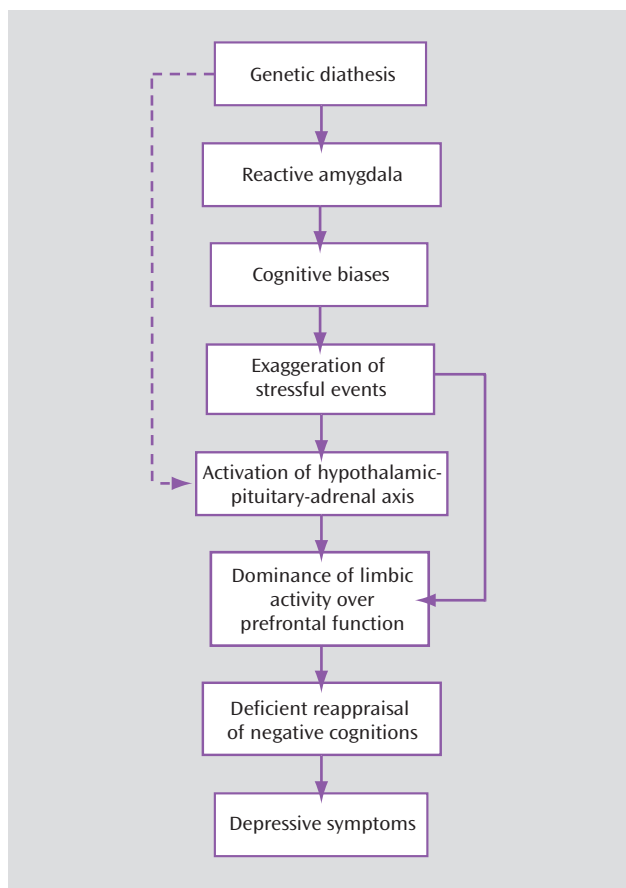 Genetic diathesis
Reactive amygdala
Cognitive biases
Exaggeration of
stressful events
Activation of hypothalamic-
pituitary-adrenal axis
Dominance of limbic
activity over
prefrontal function
Deficient reappraisal
of negative cognitions
Depressive symptoms